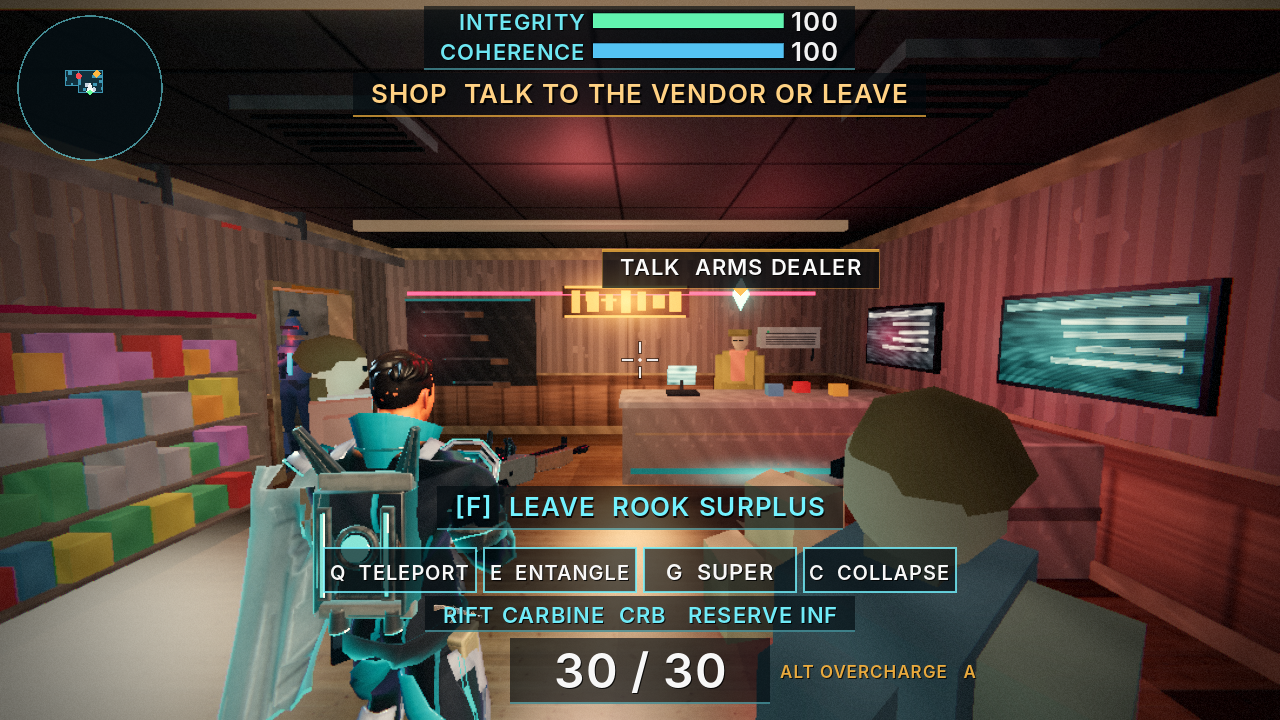 INTEGRITY 100
COHERENCE 100
SHOP TALK TO THE VENDOR OR LEAVE
TALK ARMS DEALER
[F] LEAVE ROOK SURPLUS
Q TELEPORT
E ENTANGLE
G SUPER
C COLLAPSE
RIFT CARBINE CRB RESERVE INF
30 / 30
ALT OVERCHARGE A